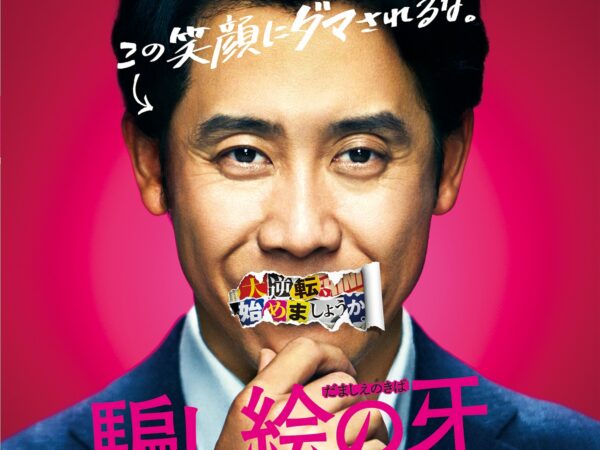 この笑顔にダマされるな。
大逆転、
始めましょうか。
だましえのきば
騙し絵の牙